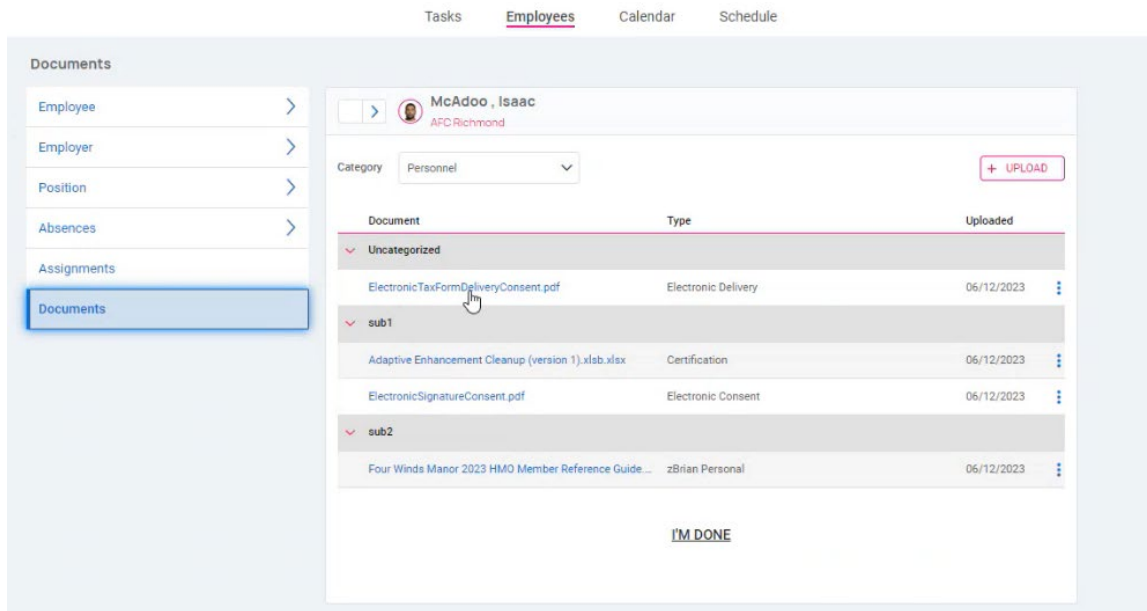 Tasks Employees Calendar Schedule
Documents
Employee
Employer
Position
Absences
Assignments
Documents
McAdoo , Isaac
AFC Richmond
Category Personnel + UPLOAD
Document Type Uploaded
Uncategorized
ElectronicTaxFormDeliveryConsent.pdf Electronic Delivery 06/12/2023
sub1
Adaptive Enhancement Cleanup (version 1).xlsb.xlsx Certification 06/12/2023
ElectronicSignatureConsent.pdf Electronic Consent 06/12/2023
sub2
Four Winds Manor 2023 HMO Member Reference Guide... zBrian Personal 06/12/2023
I'M DONE